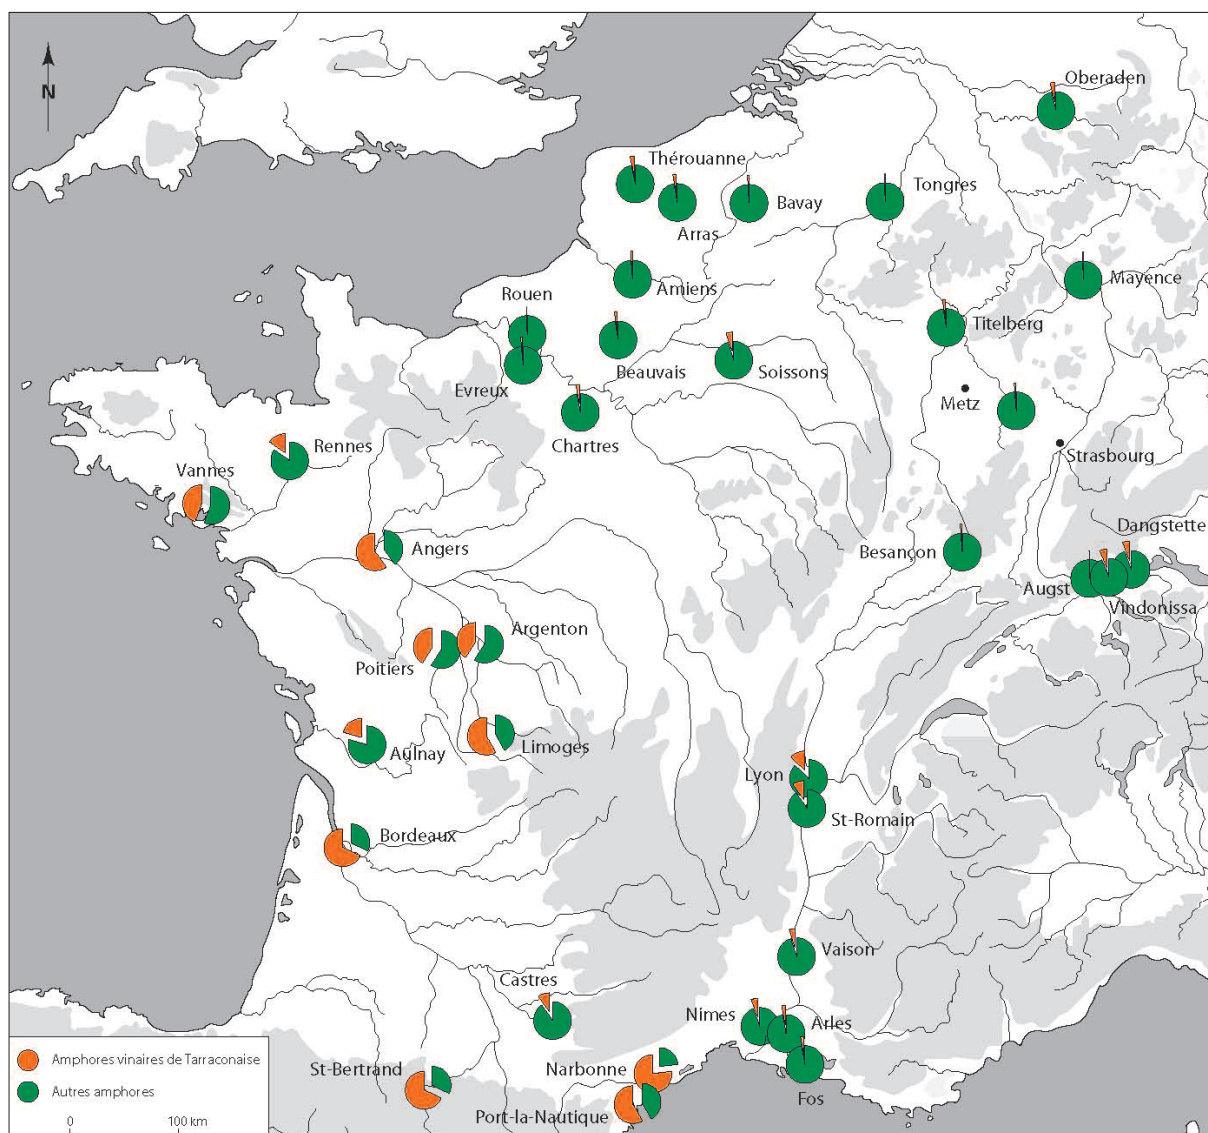 N
Oberaden
Thérouanne
Tongres
Bavay
Arras
Mayence
Amiens
Rouen
Titelberg
Beauvais
Soissons
Evreux
Metz
Chartres
Rennes
Strasbourg
Vannes
Dangstette
Angers
Besançon
Augst
Vindonissa
Argenton
Poitiers
Limoges
Aulnay
Lyon
St-Romain
Bordeaux
Vaison
Castres
Nimes
Arles
Amphores vinaires de Tarraconaise
St-Bertrand
Narbonne
Autres amphores
Fos
Port-la-Nautique
0 100 km